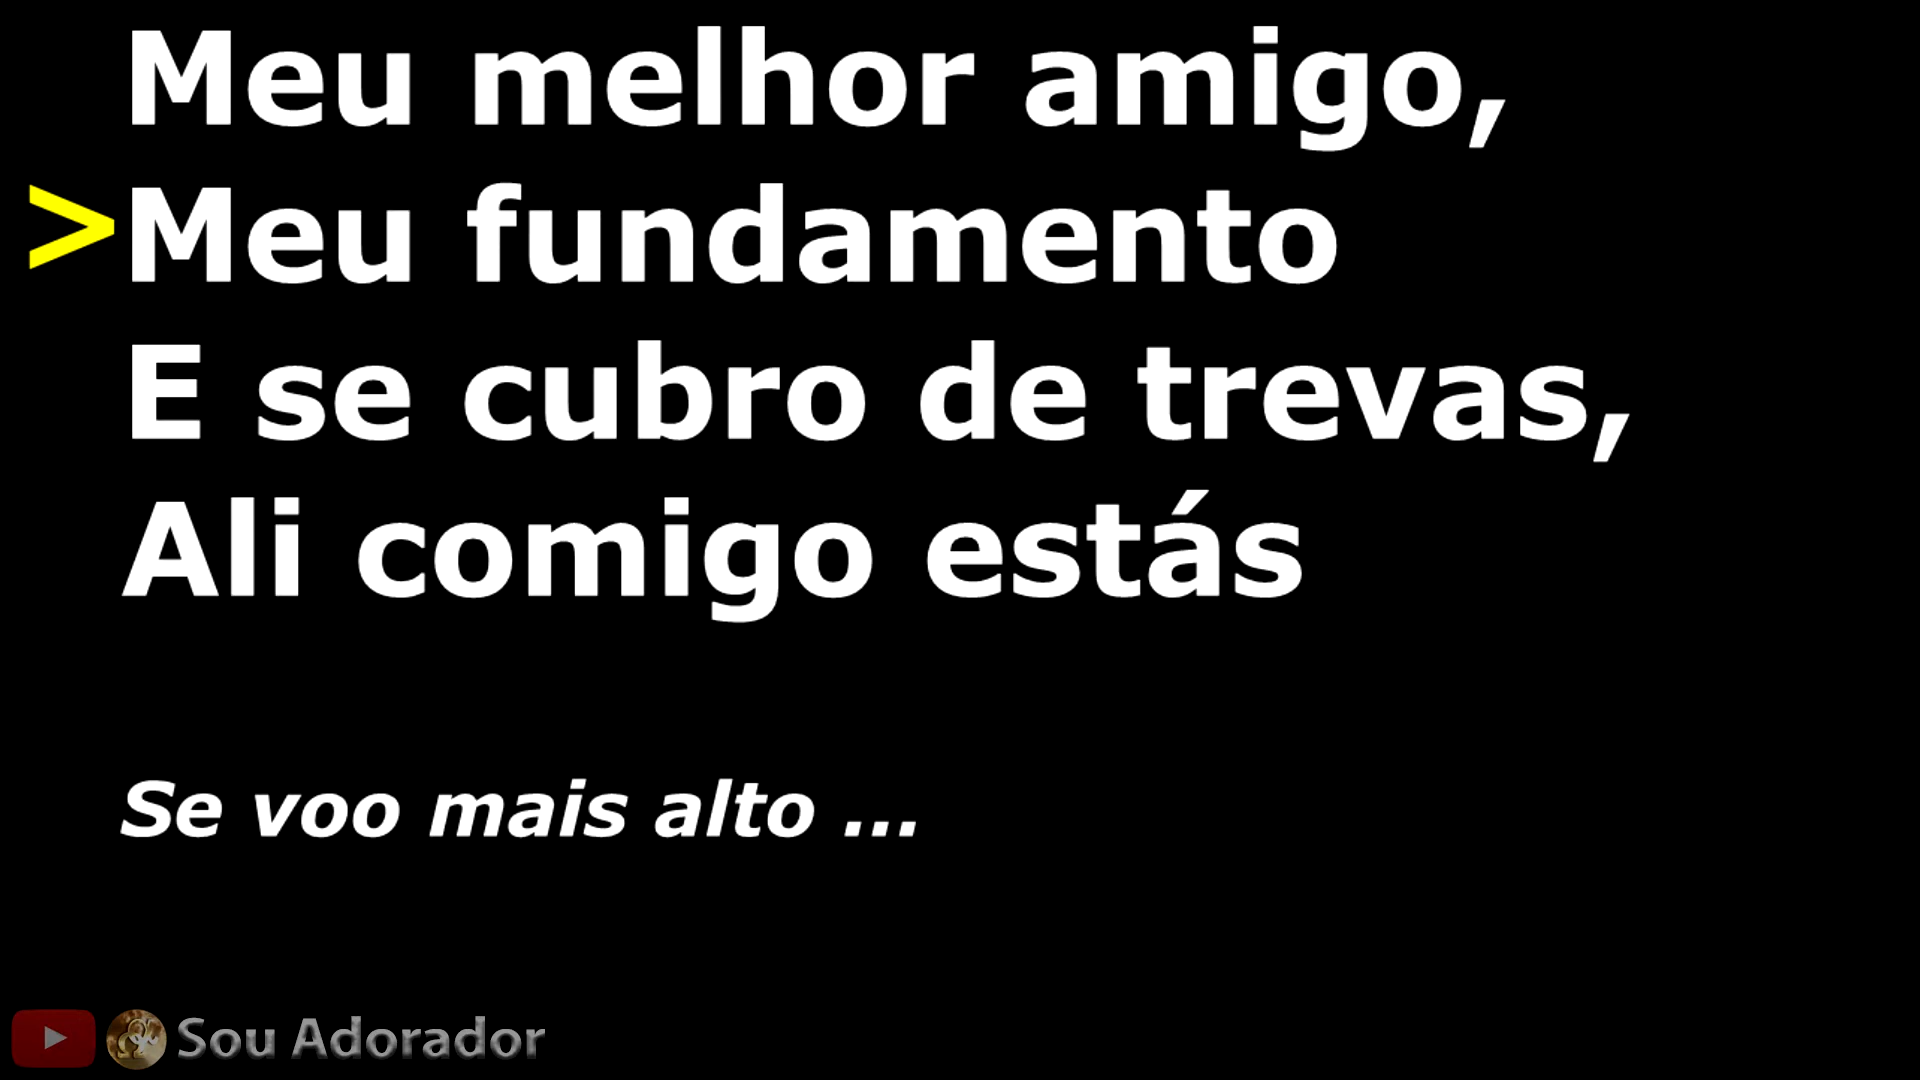 Meu melhor amigo,
>Meu fundamento
E se cubro de trevas,
Ali comigo estás
Se voo mais alto ...
Sou Adorador